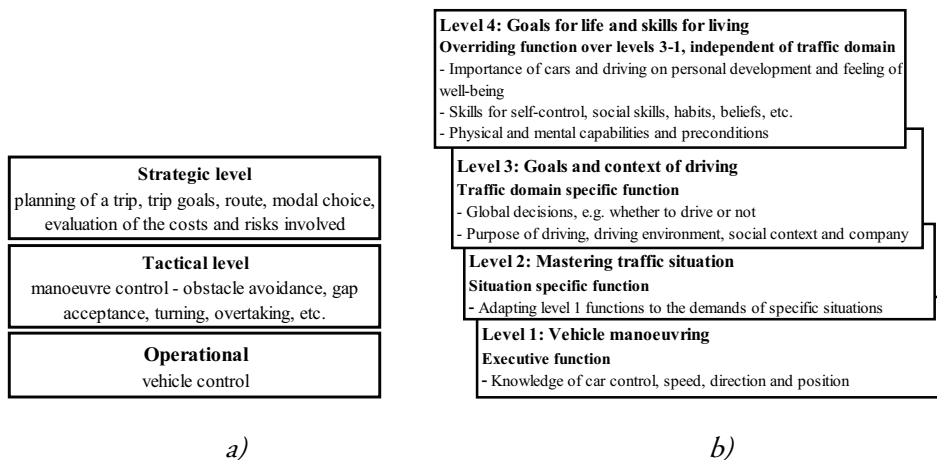 Strategic level
planning of a trip, trip goals, route, modal choice,
evaluation of the costs and risks involved
Tactical level
manoeuvre control - obstacle avoidance, gap
acceptance, turning, overtaking, etc.
Operational
vehicle control
a)
Level 4: Goals for life and skills for living
Overriding function over levels 3-1, independent of traffic domain
- Importance of cars and driving on personal development and feeling of
well-being
- Skills for self-control, social skills, habits, beliefs, etc.
- Physical and mental capabilities and preconditions
Level 3: Goals and context of driving
Traffic domain specific function
- Global decisions, e.g. whether to drive or not
- Purpose of driving, driving environment, social context and company
Level 2: Mastering traffic situation
Situation specific function
- Adapting level 1 functions to the demands of specific situations
Level 1: Vehicle manoeuvring
Executive function
- Knowledge of car control, speed, direction and position
b)